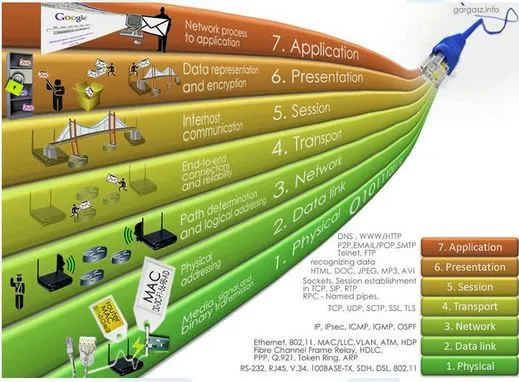 gargasz.info
Google
Network process
to application
7. Application
Data representation
and encryption
6. Presentation
Interhost
communication
5. Session
End-to-end
connections
and reliability
4. Transport
Path determination
and logical addressing
3. Network
Physical
addressing
2. Data link
Media, signal and
binary transmission
1. Physical
router
MAC
MAC
DNS , WWW/HTTP
P2P,EMAIL/POP,SMTP
Telnet, FTP
recognizing data
HTML, DOC, JPEG, MP3, AVI
Sockets, Session establishment
in TCP, SIP, RTP
RPC - Named pipes.
TCP, UDP, SCTP, SSL, TLS
IP, IPsec, ICMP, IGMP, OSPF
Ethernet, 802.11, MAC/LLC,VLAN, ATM, HDP
Fibre Channel Frame Relay, HDLC,
PPP, Q.921, Token Ring, ARP
RS-232, RJ45, V.34, 100BASE-TX, SDH, DSL, 802.11
7. Application
6. Presentation
5. Session
4. Transport
3. Network
2. Data link
1. Physical